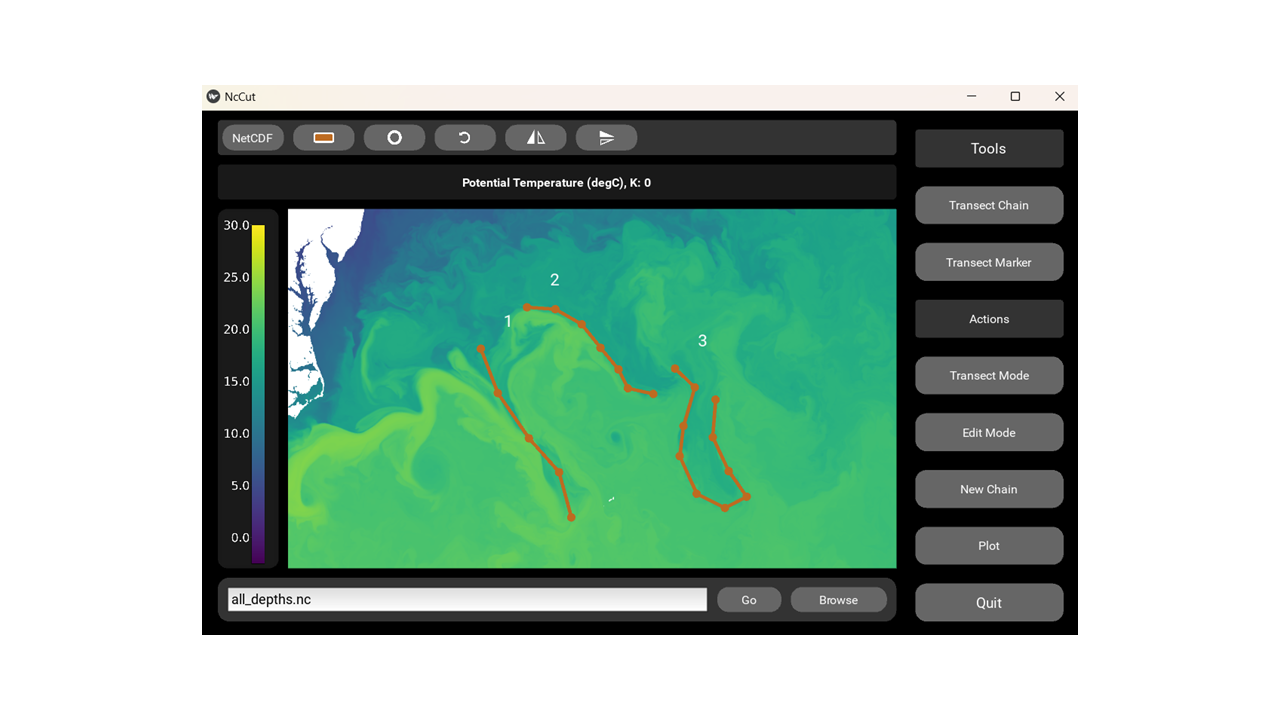 NcCut
NetCDF
Potential Temperature (degC), K: 0
30.0
25.0
20.0
15.0
10.0
5.0
0.0
1
2
3
all_depths.nc
Go
Browse
Tools
Transect Chain
Transect Marker
Actions
Transect Mode
Edit Mode
New Chain
Plot
Quit